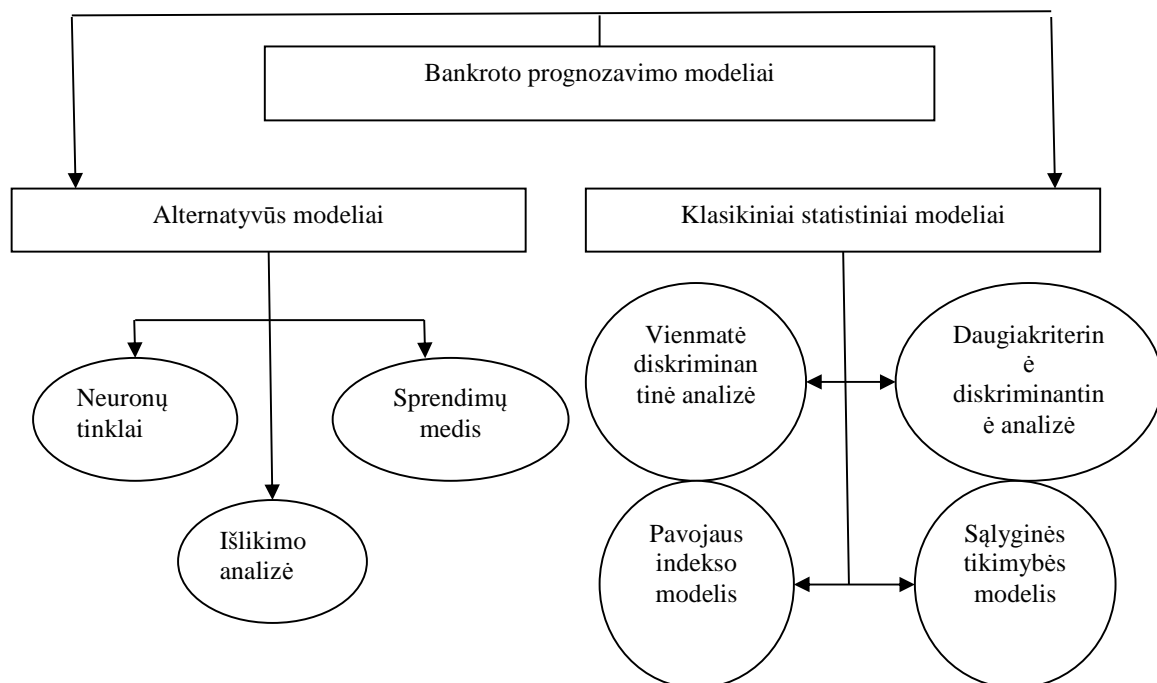 Bankroto prognozavimo modeliai
Alternatyvūs modeliai
Klasikiniai statistiniai modeliai
Neuronų
tinklai
Sprendimų
medis
Išlikimo
analizė
Vienmatė
diskriminan
tinė analizė
Daugiakriterin
ė
diskriminantin
ė analizė
Pavojaus
indekso
modelis
Sąlyginės
tikimybės
modelis